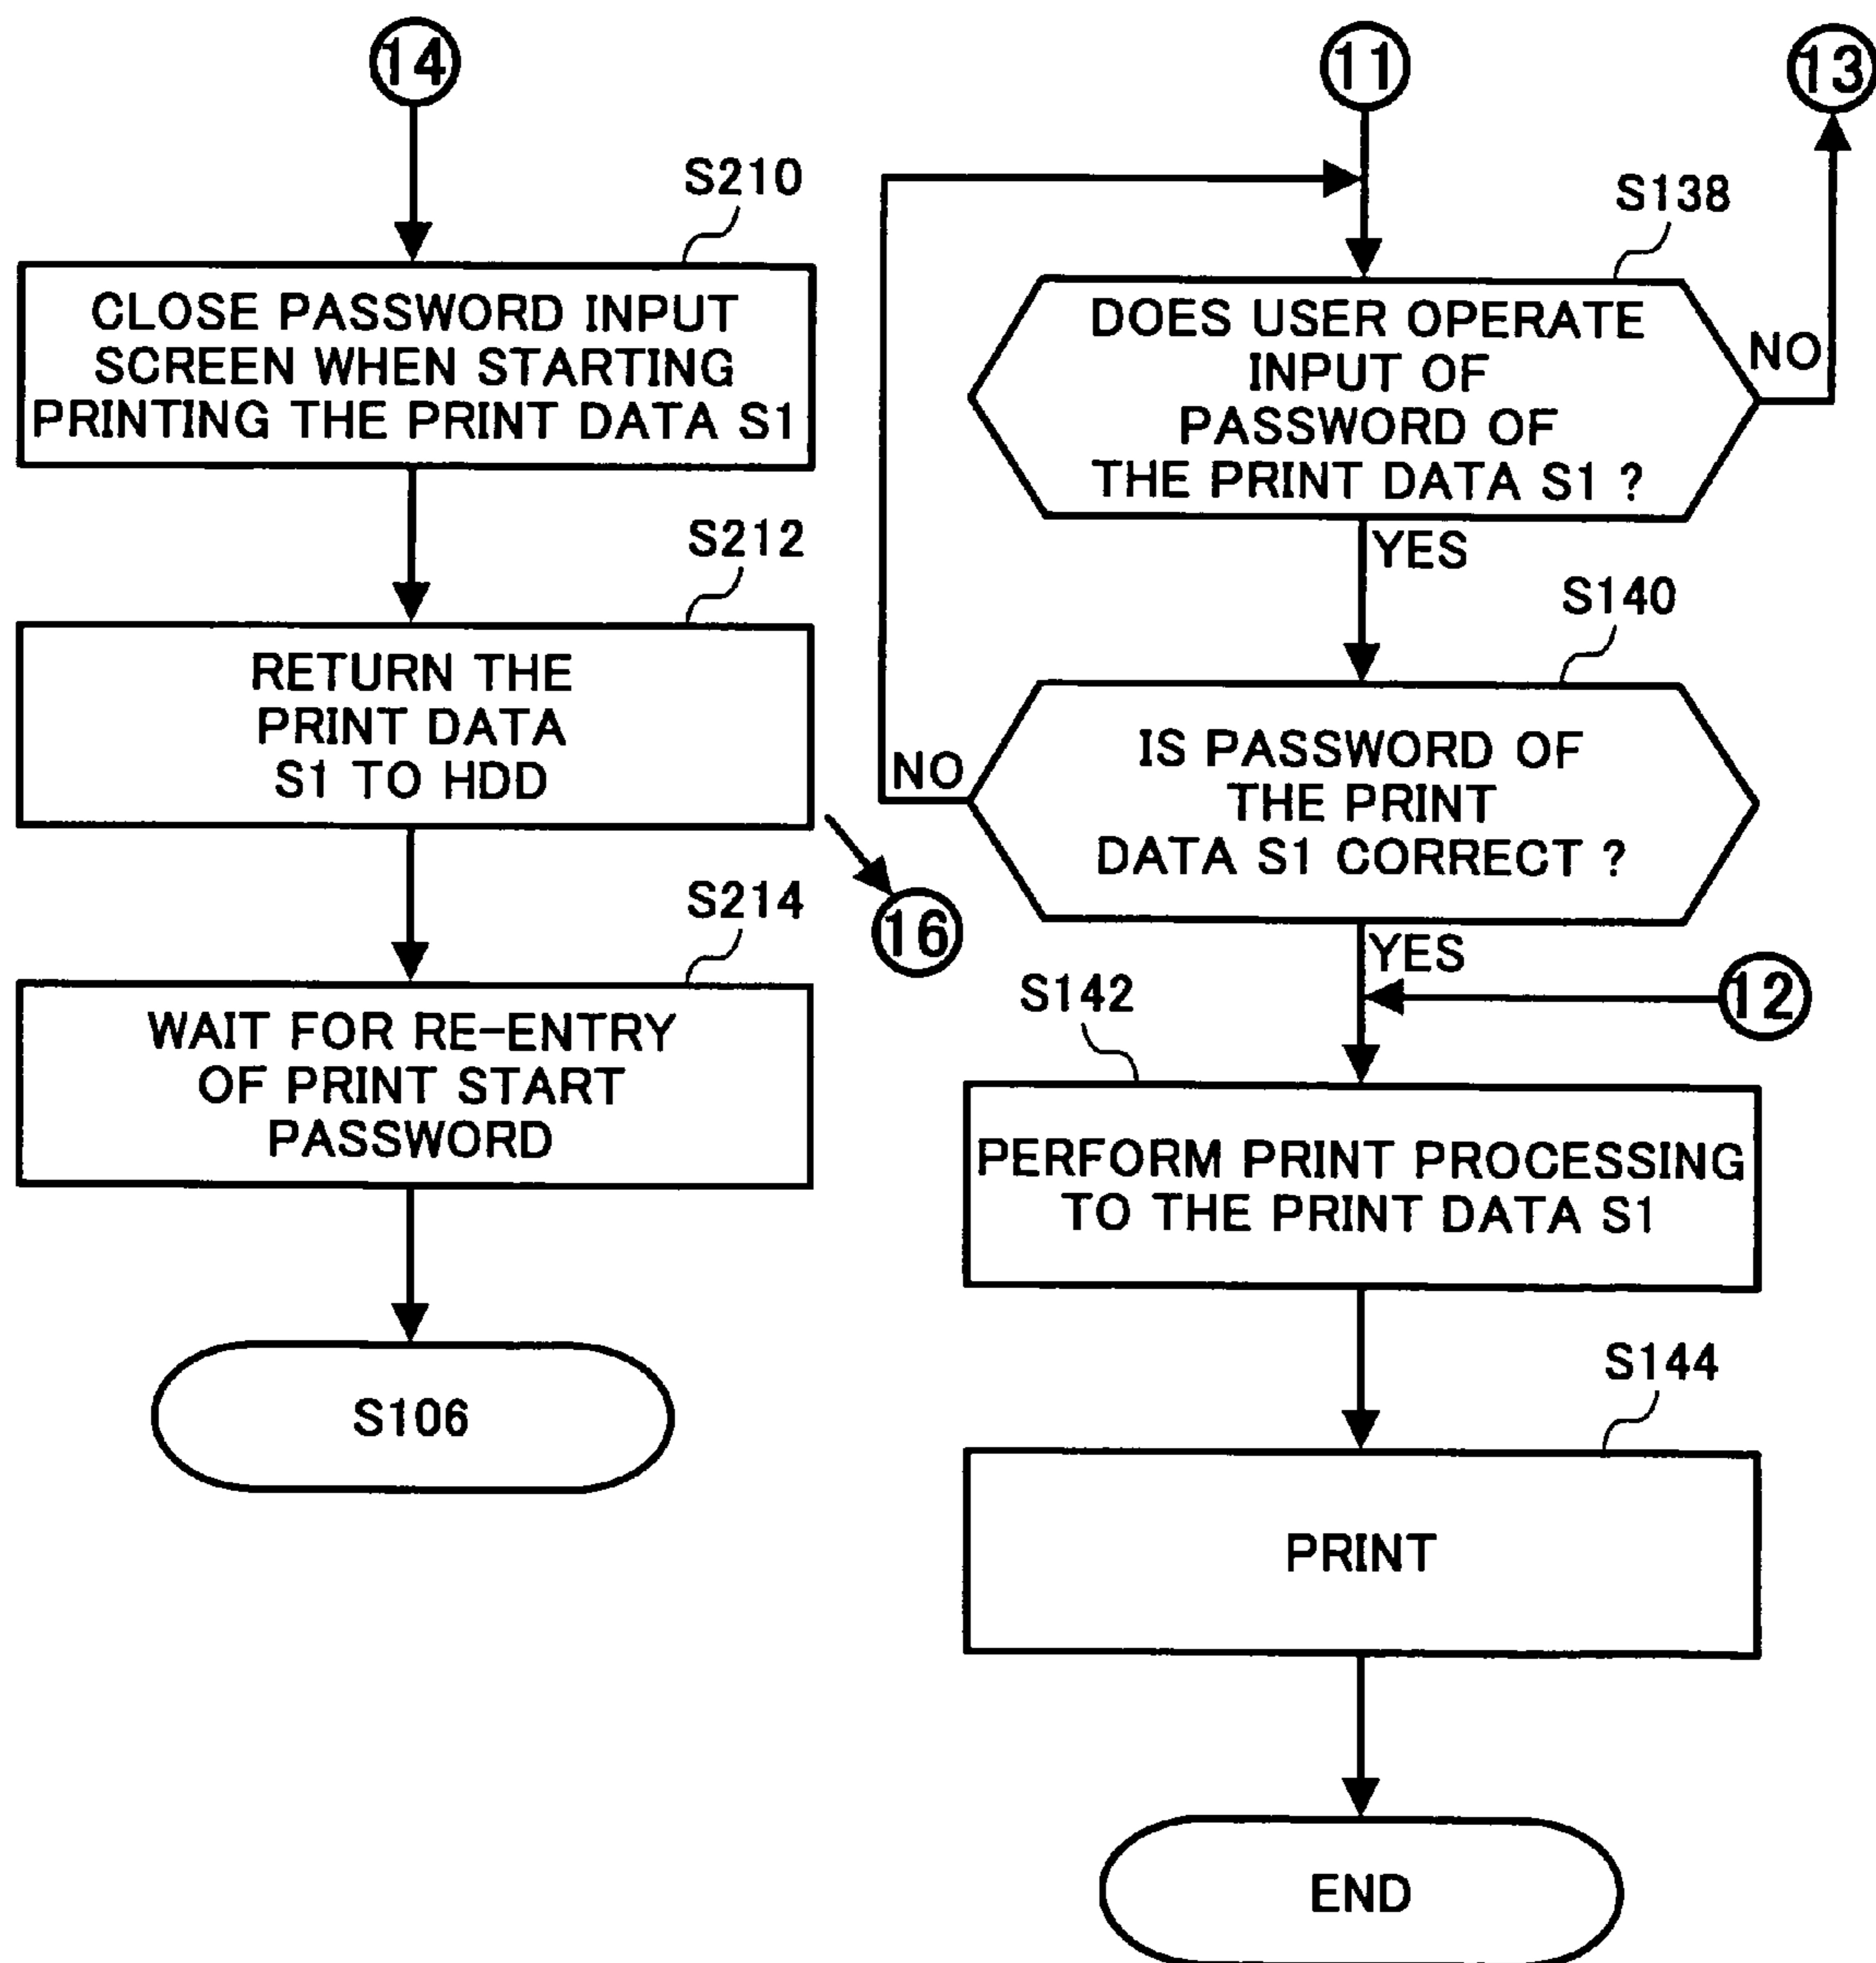 14
S210
CLOSE PASSWORD INPUT
SCREEN WHEN STARTING
PRINTING THE PRINT DATA S1
S212
RETURN THE
PRINT DATA
S1 TO HDD
16
S214
WAIT FOR RE-ENTRY
OF PRINT START
PASSWORD
S106
11
13
S138
DOES USER OPERATE
INPUT OF
PASSWORD OF
THE PRINT DATA S1 ?
NO
YES
S140
IS PASSWORD OF
THE PRINT
DATA S1 CORRECT ?
NO
YES
12
S142
PERFORM PRINT PROCESSING
TO THE PRINT DATA S1
S144
PRINT
END